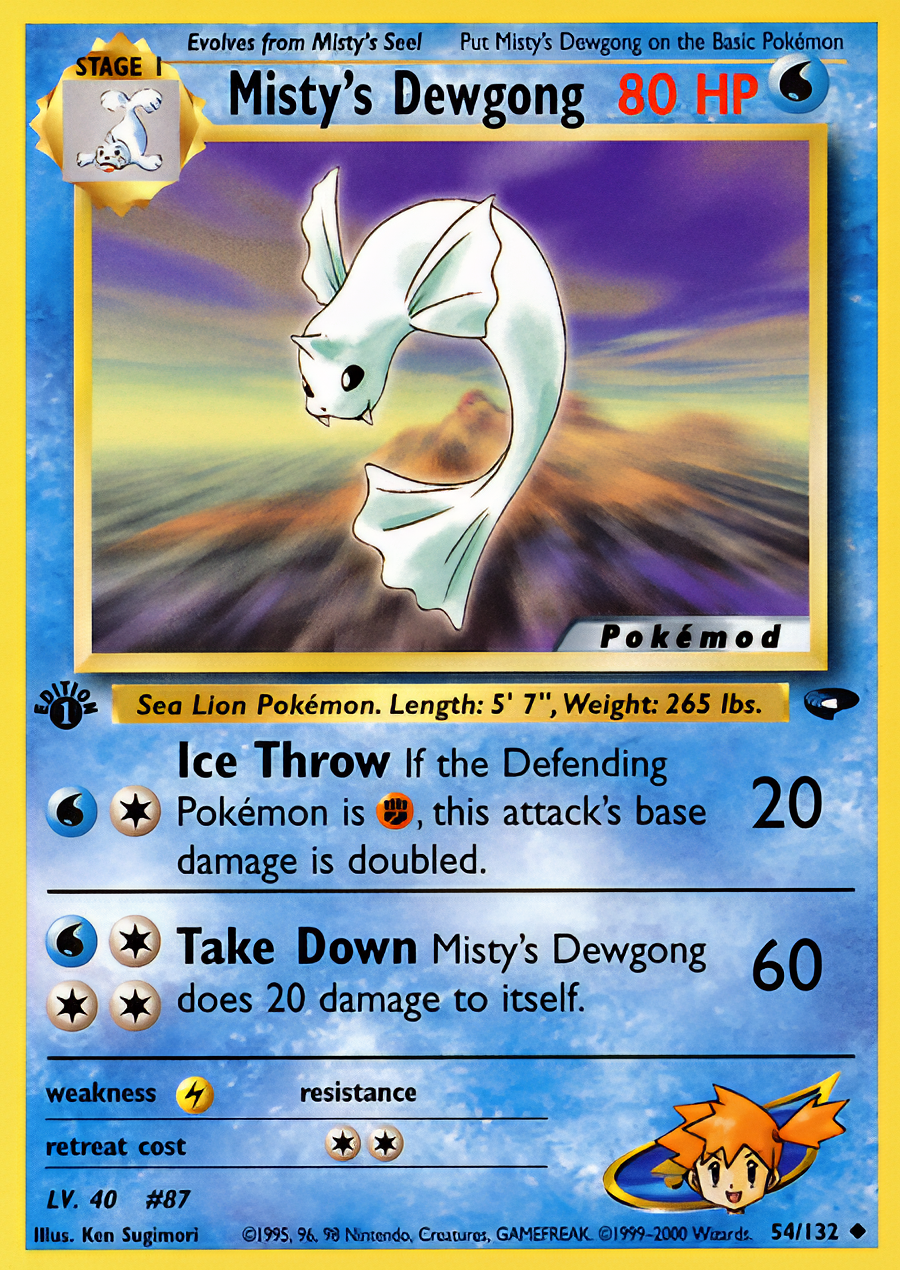 Evolves from Misty's Seel Put Misty's Dewgong on the Basic Pokémon
STAGE 1
Misty's Dewgong 80 HP
Pokémod
EDITION
1
Sea Lion Pokémon. Length: 5' 7", Weight: 265 lbs.
Ice Throw If the Defending
Pokémon is , this attack's base
damage is doubled.
20
Take Down Misty's Dewgong
does 20 damage to itself.
60
weakness resistance
retreat cost
LV. 40 #87
Illus. Ken Sugimori ©1995, 96, 98 Nintendo, Creatures, GAMEFREAK. ©1999-2000 Wizards. 54/132